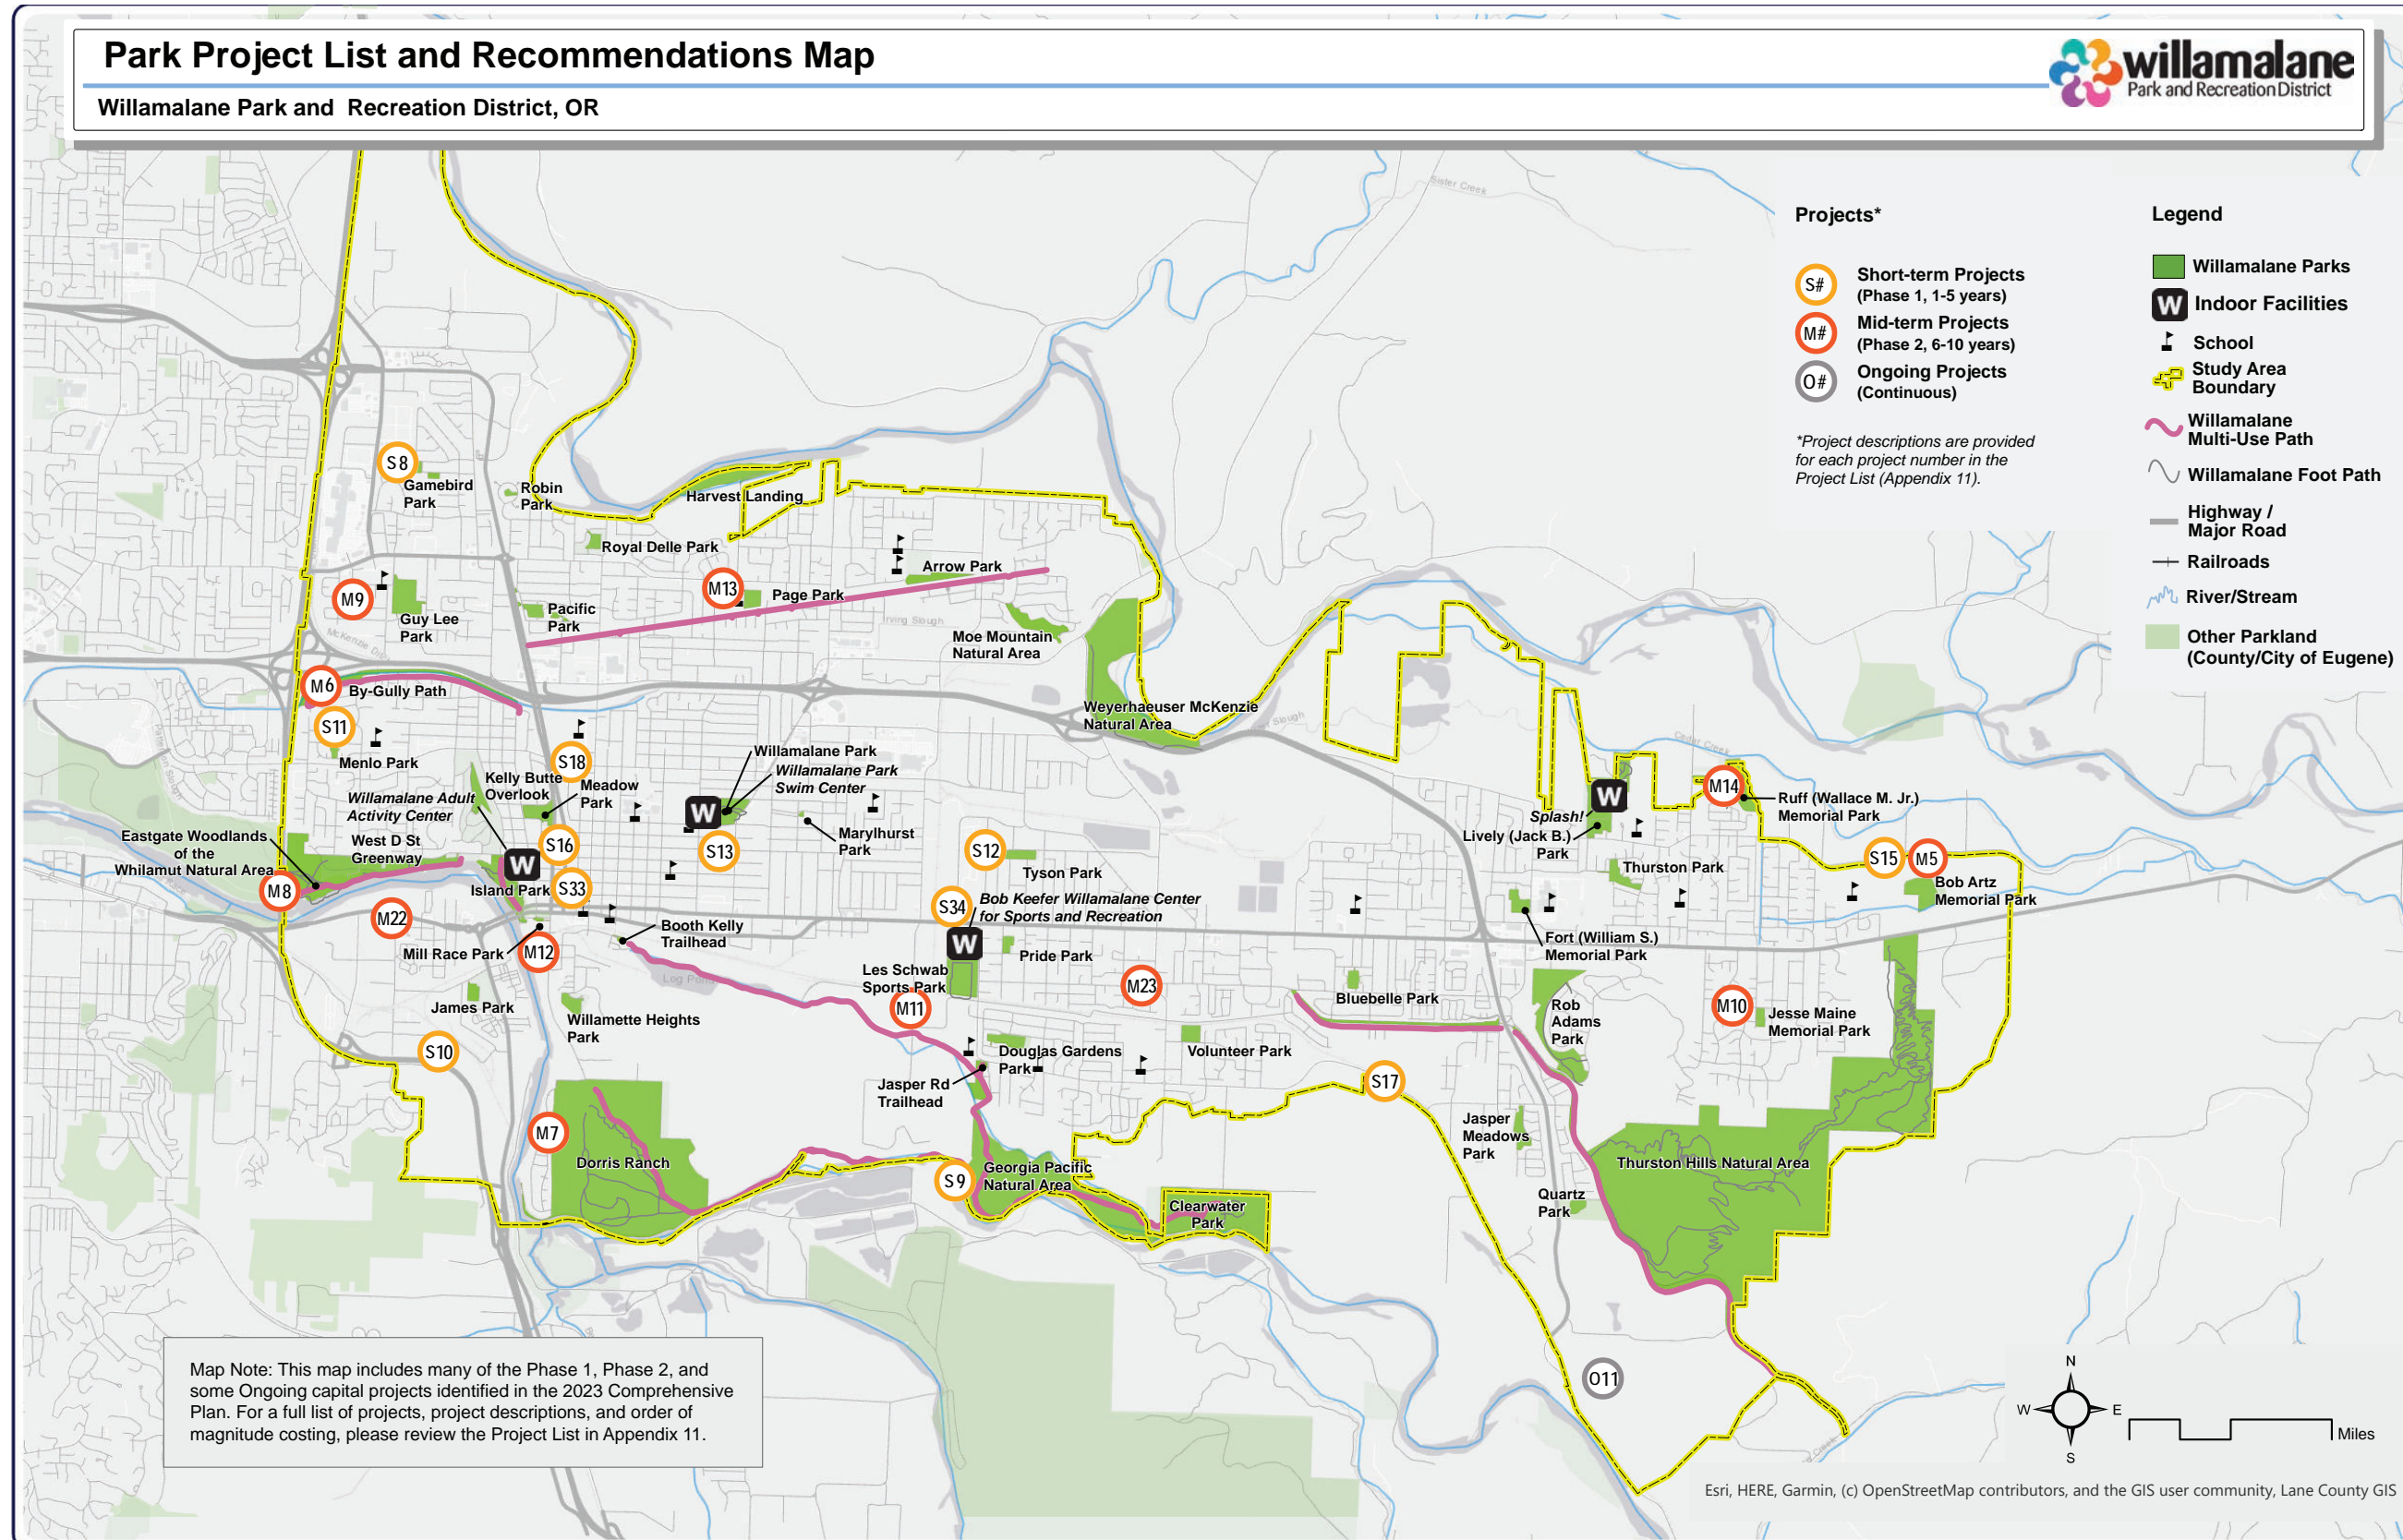 Park Project List and Recommendations Map
Willamalane Park and Recreation District, OR
willamalane
Park and Recreation District
Projects*
S#
Short-term Projects
(Phase 1, 1-5 years)
M#
Mid-term Projects
(Phase 2, 6-10 years)
O#
Ongoing Projects
(Continuous)
*Project descriptions are provided
for each project number in the
Project List (Appendix 11).
Legend
Willamalane Parks
W
Indoor Facilities
School
Study Area
Boundary
Willamalane
Multi-Use Path
Willamalane Foot Path
Highway /
Major Road
Railroads
River/Stream
Other Parkland
(County/City of Eugene)
Sister Creek
S8
Gamebird
Park
Robin
Park
Harvest Landing
Royal Delle Park
Arrow Park
M9
Guy Lee
Park
M13
Page Park
Pacific
Park
Irving Slough
Moe Mountain
Natural Area
M6
By-Gully Path
S11
Menlo Park
Weyerhaeuser McKenzie
Natural Area
Slough
Cedar Creek
S18
Kelly Butte
Overlook
Meadow
Park
Willamalane Park
Willamalane Park
Swim Center
W
Willamalane Adult
Activity Center
Marylhurst
Park
S13
S16
Eastgate Woodlands
of the
Whilamut Natural Area
West D St
Greenway
W
Island Park
S33
M8
M22
S12
Tyson Park
S34
Bob Keefer Willamalane Center
for Sports and Recreation
W
Pride Park
W
Splash!
Lively (Jack B.)
Park
M14
Ruff (Wallace M. Jr.)
Memorial Park
Thurston Park
S15
M5
Bob Artz
Memorial Park
Fort (William S.)
Memorial Park
Booth Kelly
Trailhead
Mill Race Park
M12
Log Pond
Les Schwab
Sports Park
M11
M23
Bluebelle Park
Rob
Adams
Park
M10
Jesse Maine
Memorial Park
James Park
Willamette Heights
Park
S10
Douglas Gardens
Park
Volunteer Park
Jasper Rd
Trailhead
S17
M7
Dorris Ranch
Jasper
Meadows
Park
Thurston Hills Natural Area
S9
Georgia Pacific
Natural Area
Clearwater
Park
Quartz
Park
O11
Map Note: This map includes many of the Phase 1, Phase 2, and
some Ongoing capital projects identified in the 2023 Comprehensive
Plan. For a full list of projects, project descriptions, and order of
magnitude costing, please review the Project List in Appendix 11.
N
W
E
S
Miles
Esri, HERE, Garmin, (c) OpenStreetMap contributors, and the GIS user community, Lane County GIS